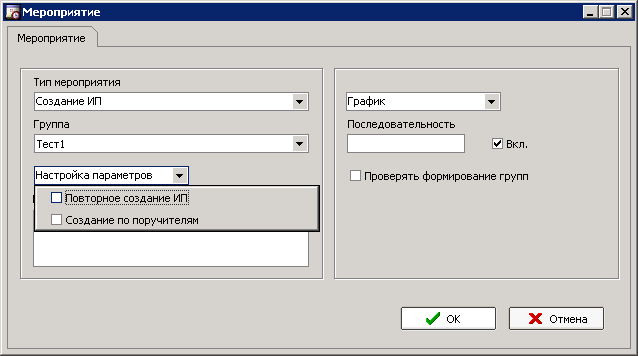 Мероприятие
Мероприятие
Тип мероприятия
Создание ИП
Группа
Тест1
Настройка параметров
Повторное создание ИП
Создание по поручителям
График
Последовательность
Вкл.
Проверять формирование групп
OK
Отмена